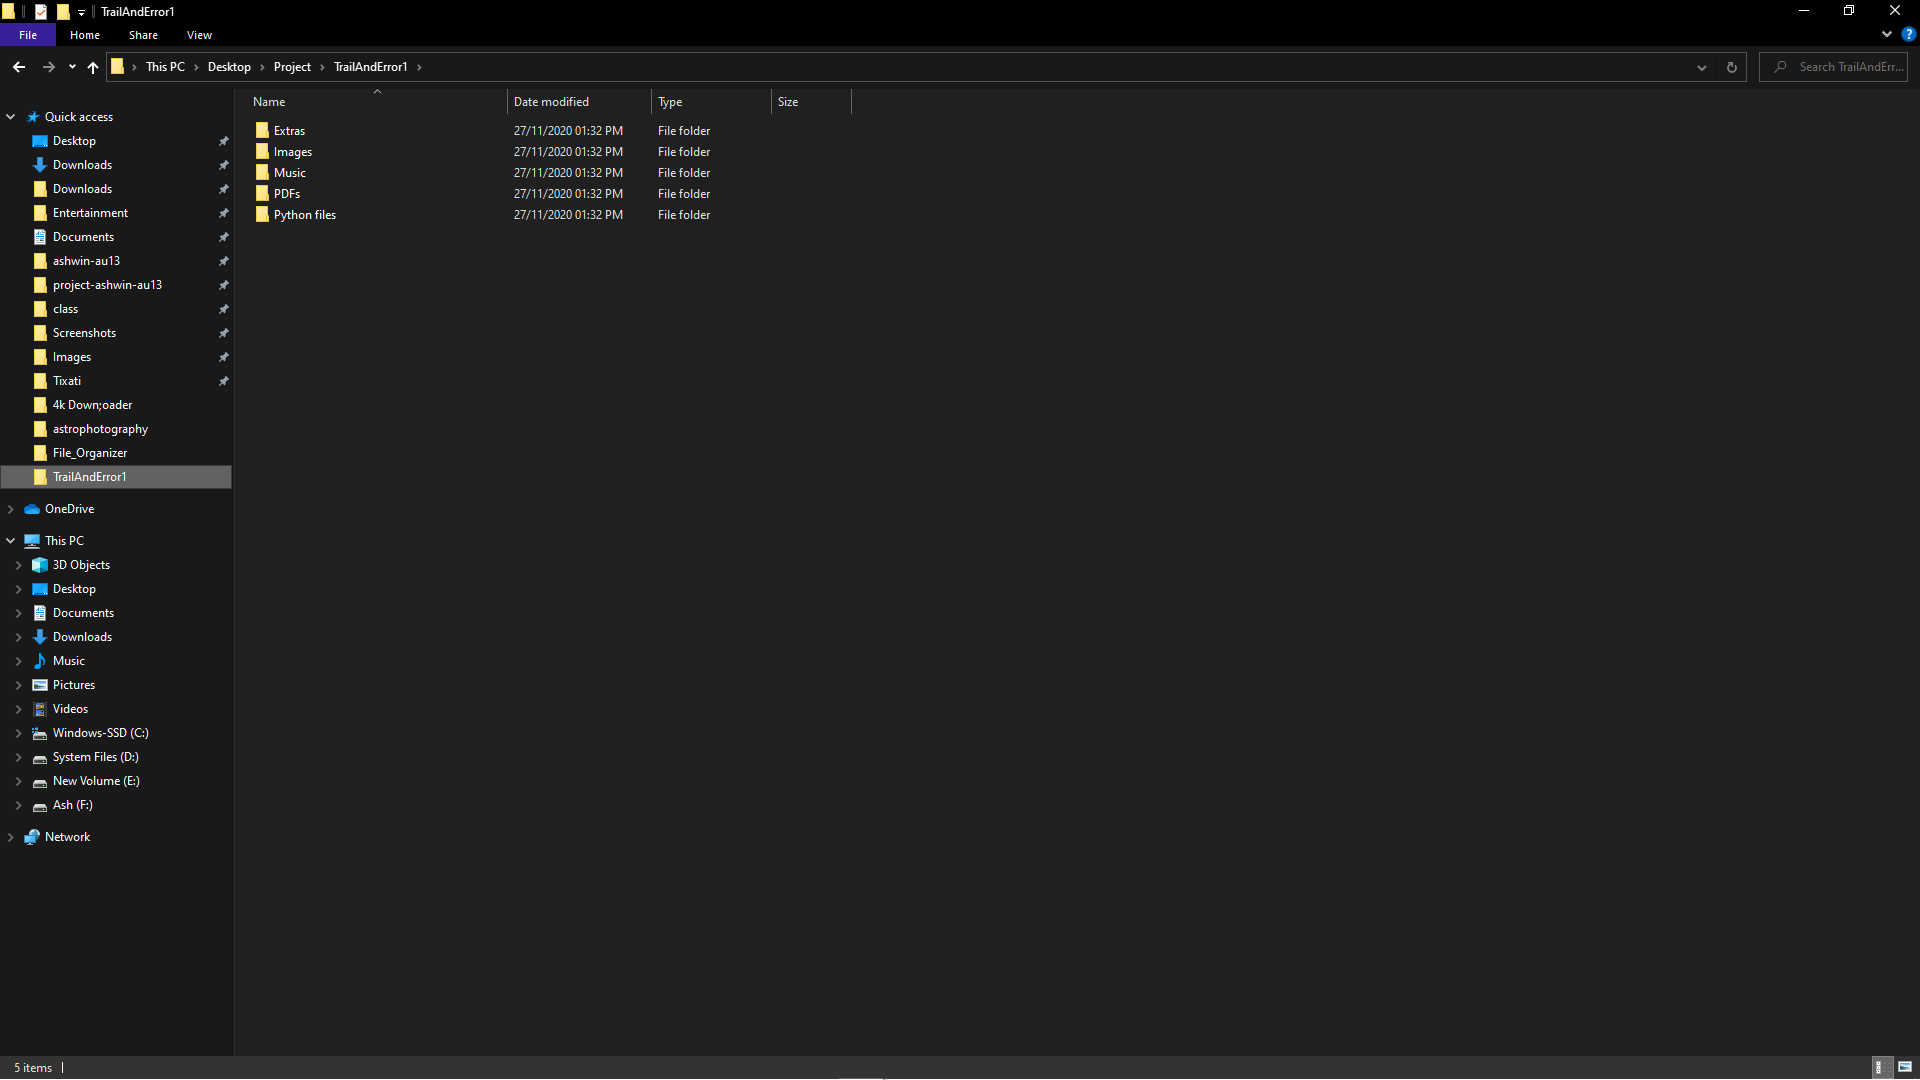 TrailAndError1
File Home Share View
This PC Desktop Project TrailAndError1 Search TrailAndErr...
Name Date modified Type Size
Extras 27/11/2020 01:32 PM File folder
Images 27/11/2020 01:32 PM File folder
Music 27/11/2020 01:32 PM File folder
PDFs 27/11/2020 01:32 PM File folder
Python files 27/11/2020 01:32 PM File folder
Quick access
Desktop
Downloads
Downloads
Entertainment
Documents
ashwin-au13
project-ashwin-au13
class
Screenshots
Images
Tixati
4k Down;oader
astrophotography
File_Organizer
TrailAndError1
OneDrive
This PC
3D Objects
Desktop
Documents
Downloads
Music
Pictures
Videos
Windows-SSD (C:)
System Files (D:)
New Volume (E:)
Ash (F:)
Network
5 items